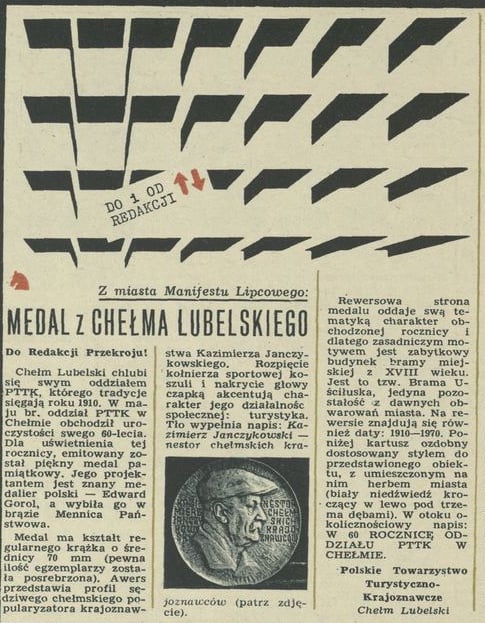 DO i OD
REDAKCJI
Z miasta Manifestu Lipcowego:
MEDAL z CHEŁMA LUBELSKIEGO
Do Redakcji Przekroju!
Chełm Lubelski chlubi
się swym oddziałem
PTTK, którego tradycje
sięgają roku 1910. W ma-
ju br. oddział PTTK w
Chełmie obchodził uro-
czystości swego 60-lecia.
Dla uświetnienia tej
rocznicy, emitowany zo-
stał piękny medal pa-
miątkowy. Jego projek-
tantem jest znany me-
dalier polski — Edward
Gorol, a wybiła go w
brązie Mennica Pań-
stwowa.
Medal ma kształt re-
gularnego krążka o śre-
dnicy 70 mm (pewna
ilość egzemplarzy zosta-
ła posrebrzona). Awers
przedstawia profil sę-
dziwego chełmskiego po-
pularyzatora krajoznaw-
stwa Kazimierza Janczy-
kowskiego. Rozpięcie
kołnierza sportowej ko-
szuli i nakrycie głowy
czapką akcentują cha-
rakter jego działalności
społecznej: turystyka.
Tło wypełnia napis: Ka-
zimierz Janczykowski —
nestor chełmskich kra-
NESTOR
CHEŁM
SKICH
KRAJO
ZNAWCÓW
joznawców (patrz zdję-
cie).
Rewersowa strona
medalu oddaje swą te-
matyką charakter ob-
chodzonej rocznicy i
dlatego zasadniczym mo-
tywem jest zabytkowy
budynek bramy miej-
skiej z XVIII wieku.
Jest to tzw. Brama U-
ściłuska, jedyna pozo-
stałość z dawnych ob-
warowań miasta. Na re-
wersie znajdują się rów-
nież daty: 1910—1970. Po-
niżej kartusz ozdobny
dostosowany stylem do
przedstawionego obiek-
tu, z umieszczonym na
nim herbem miasta
(biały niedźwiedź kro-
czący w lewo pod trze-
ma dębami). W otoku o-
kolicznościowy napis:
W 60 ROCZNICĘ OD-
DZIAŁU PTTK W
CHEŁMIE.
Polskie Towarzystwo
Turystyczno-
Krajoznawcze
Chełm Lubelski